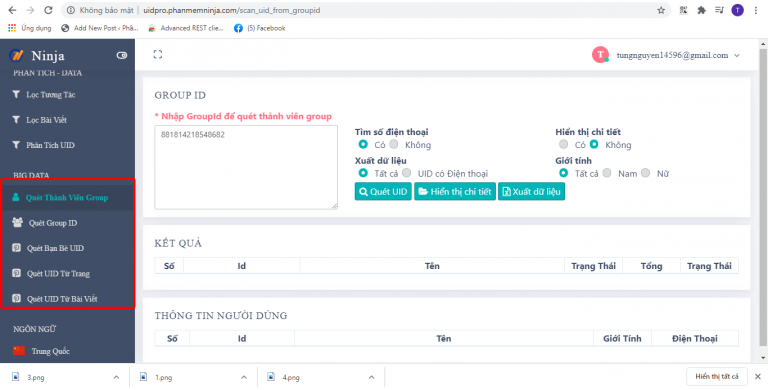 Không bảo mật | uidpro.phanmemninja.com/scan_uid_from_groupid
T
Ứng dụng
Add New Post ‹ Phầ...
Advanced REST clie...
(5) Facebook
Ninja
PHÂN TÍCH - DATA
Lọc Tương Tác
Lọc Bài Viết
Phân Tích UID
BIG DATA
Quét Thành Viên Group
Quét Group ID
Quét Bạn Bè UID
Quét UID Từ Trang
Quét UID Từ Bài Viết
NGÔN NGỮ
Trung Quốc
T
tungnguyen14596@gmail.com
GROUP ID
* Nhập GroupId để quét thành viên group
881814218548682
Tìm số điện thoại
Có Không
Hiển thị chi tiết
Có Không
Xuất dữ liệu
Tất cả UID có Điện thoại
Giới tính
Tất cả Nam Nữ
Quét UID Hiển thị chi tiết Xuất dữ liệu
KẾT QUẢ
Số Id Tên Trạng Thái Tổng Trạng Thái
THÔNG TIN NGƯỜI DÙNG
Số Id Tên Giới Tính Điện Thoại
3.png
1.png
4.png
Hiển thị tất cả